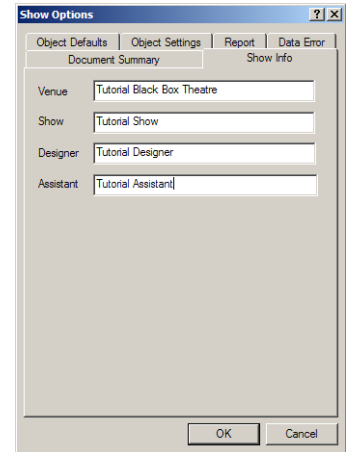 Show Options
Object Defaults Object Settings Report Data Error
Document Summary Show Info
Venue Tutorial Black Box Theatre
Show Tutorial Show
Designer Tutorial Designer
Assistant Tutorial Assistant
OK Cancel